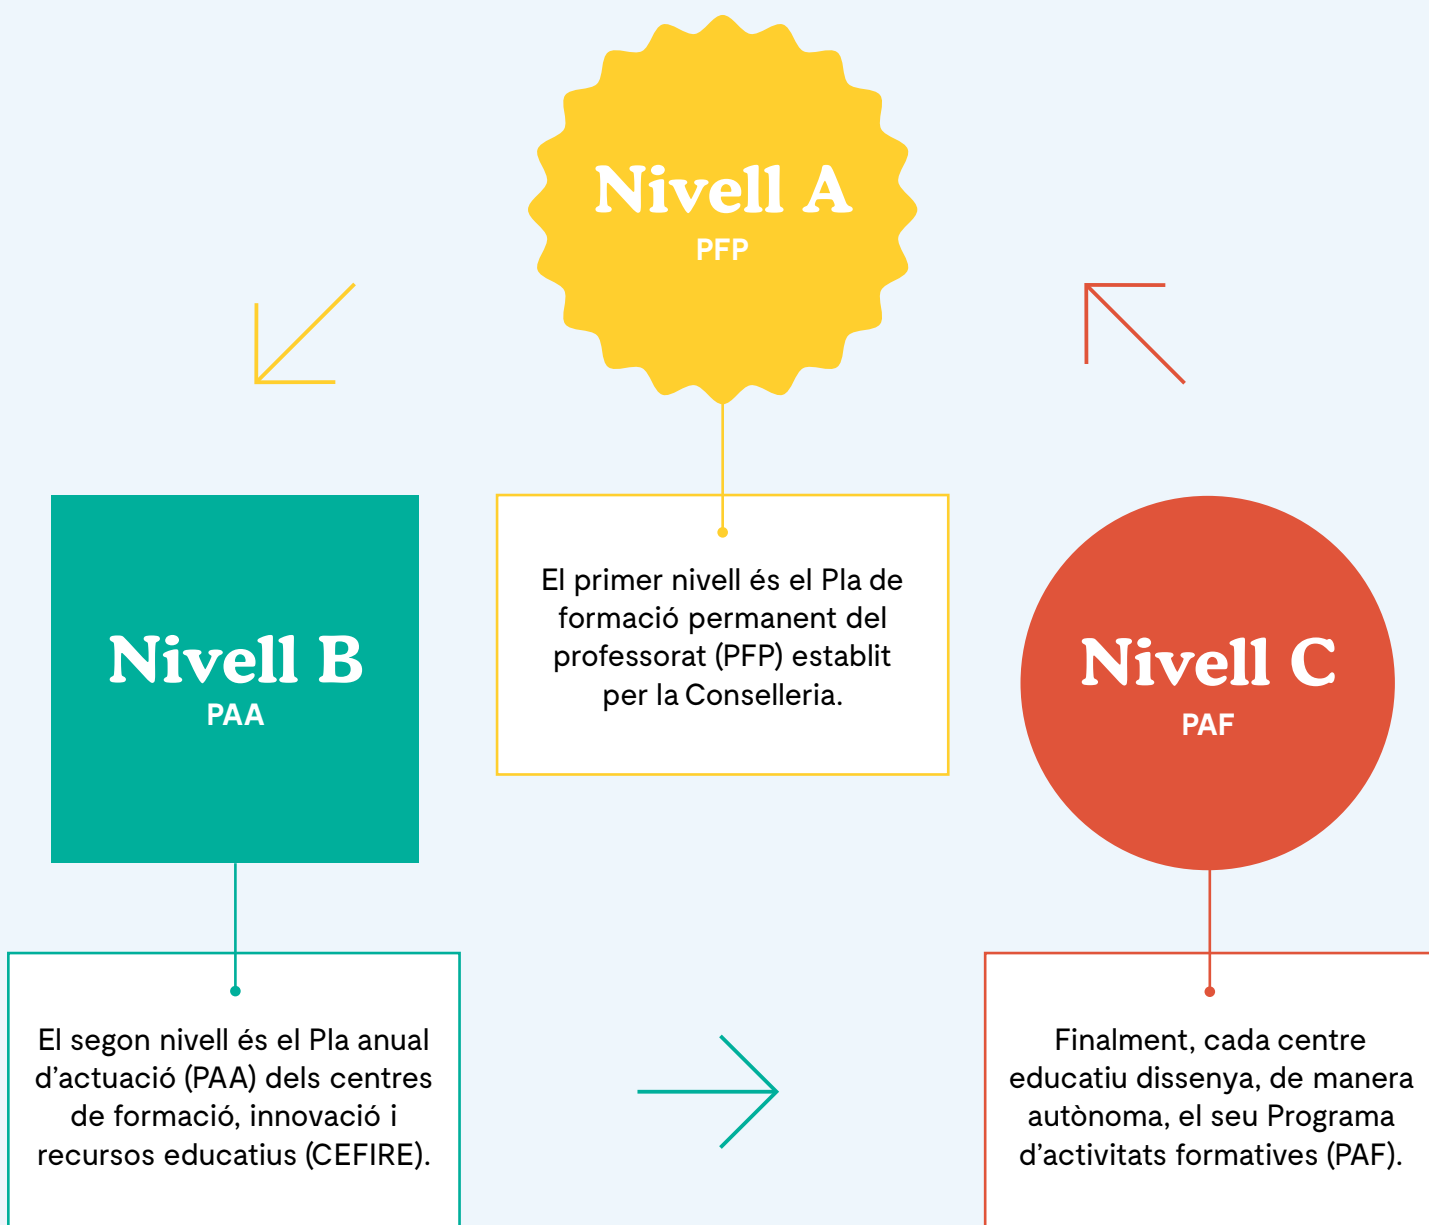 Nivell A
PFP
El primer nivell és el Pla de
formació permanent del
professorat (PFP) establit
per la Conselleria.
Nivell B
PAA
El segon nivell és el Pla anual
d’actuació (PAA) dels centres
de formació, innovació i
recursos educatius (CEFIRE).
Nivell C
PAF
Finalment, cada centre
educatiu dissenya, de manera
autònoma, el seu Programa
d’activitats formatives (PAF).